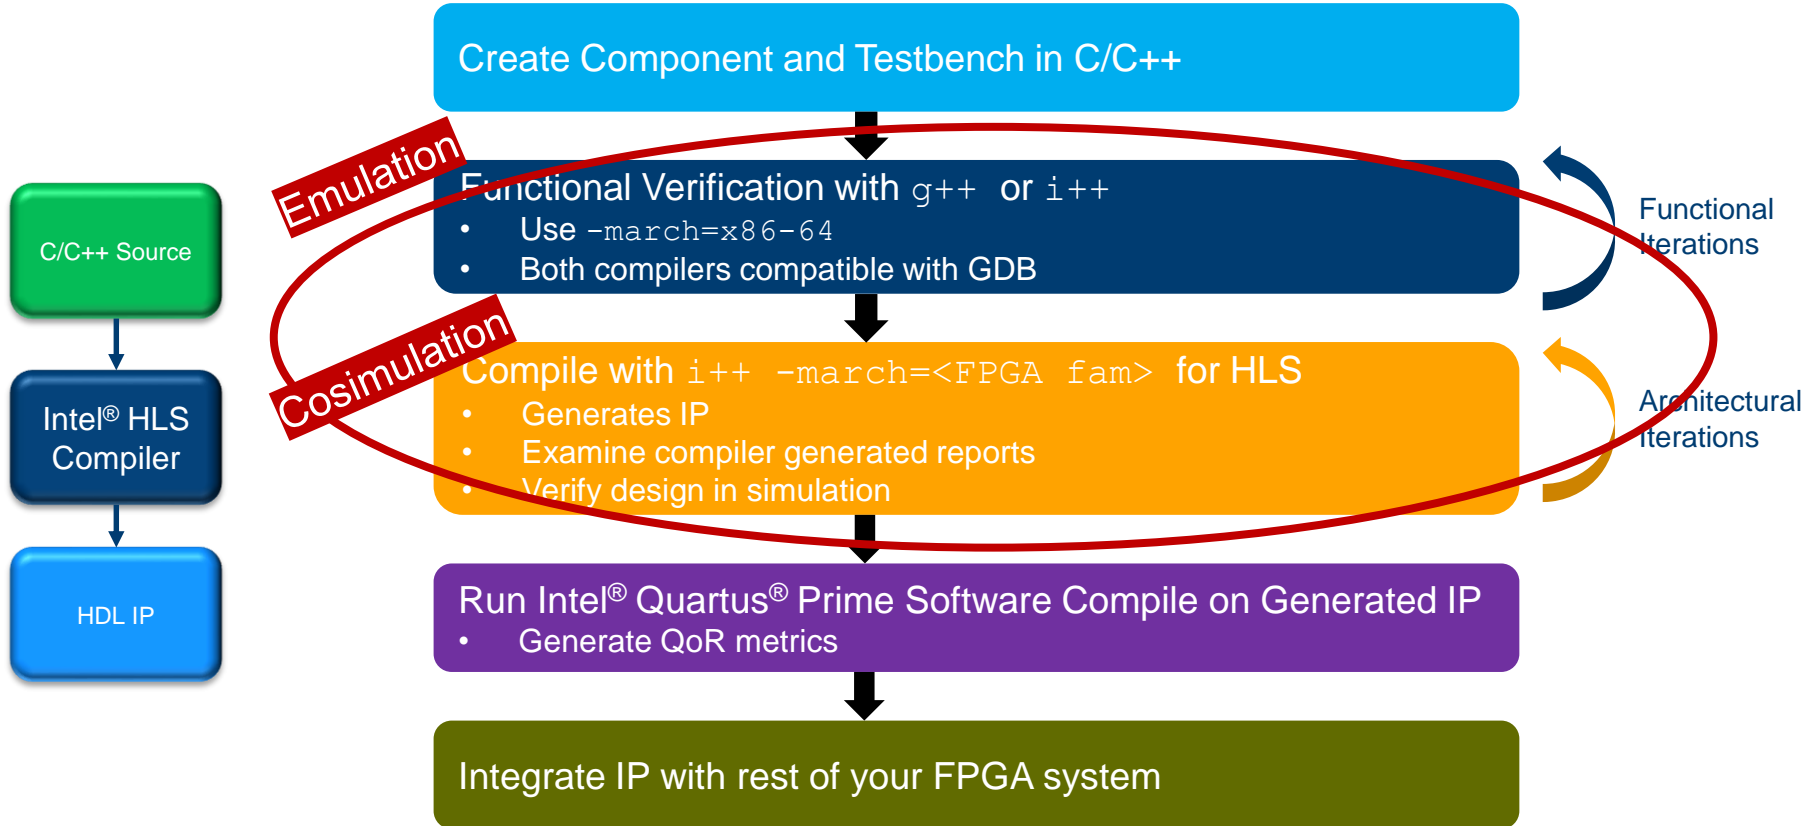 Create Component and Testbench in C/C++
Emulation
Functional Verification with g++ or i++
• Use -march=x86-64
• Both compilers compatible with GDB
Functional
Iterations
C/C++ Source
Cosimulation
Compile with i++ -march=<FPGA fam> for HLS
• Generates IP
• Examine compiler generated reports
• Verify design in simulation
Architectural
Iterations
Intel® HLS
Compiler
HDL IP
Run Intel® Quartus® Prime Software Compile on Generated IP
• Generate QoR metrics
Integrate IP with rest of your FPGA system